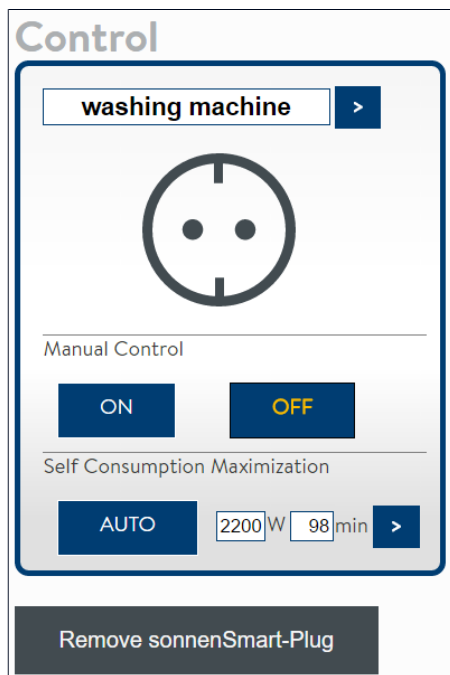 Control
washing machine >
Manual Control
ON OFF
Self Consumption Maximization
AUTO 2200 W 98 min >
Remove sonnenSmart-Plug